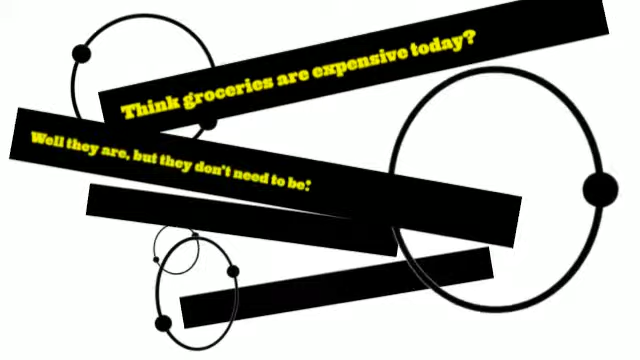 Think groceries are expensive today?
Well they are, but they don't need to be!